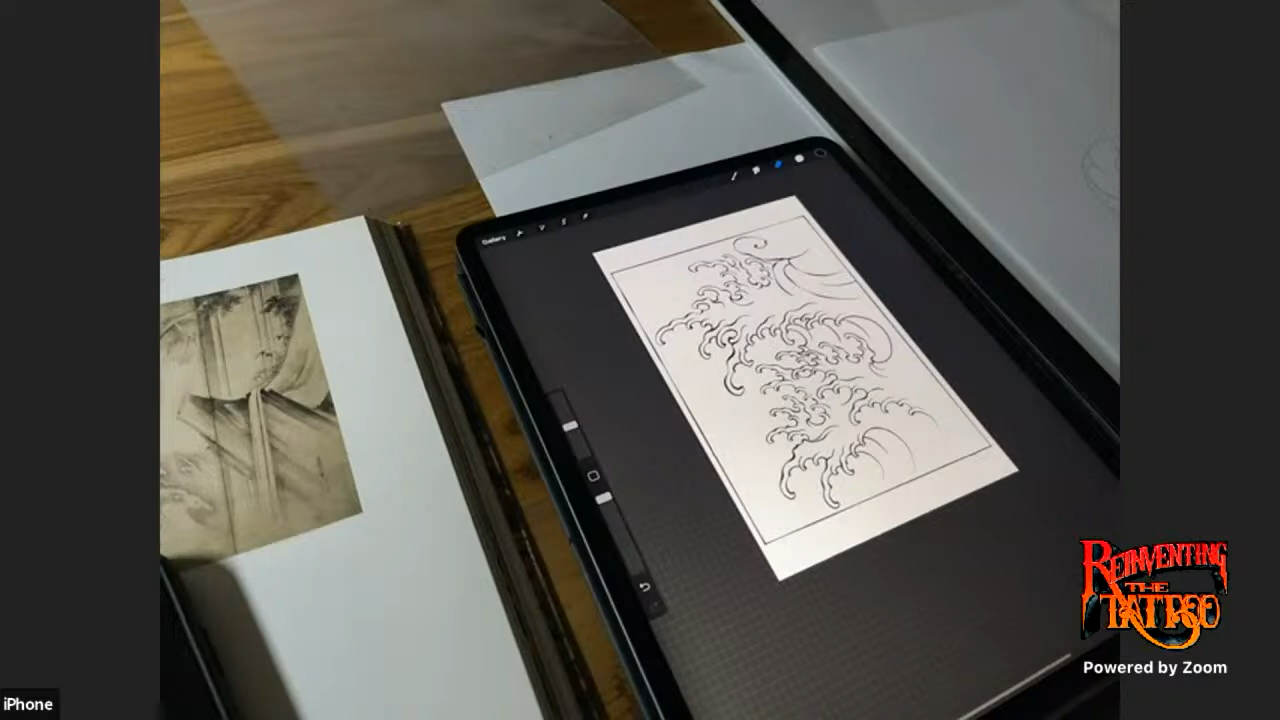 Gallery
REINVENTING
THE
TATTOO
Powered by Zoom
iPhone